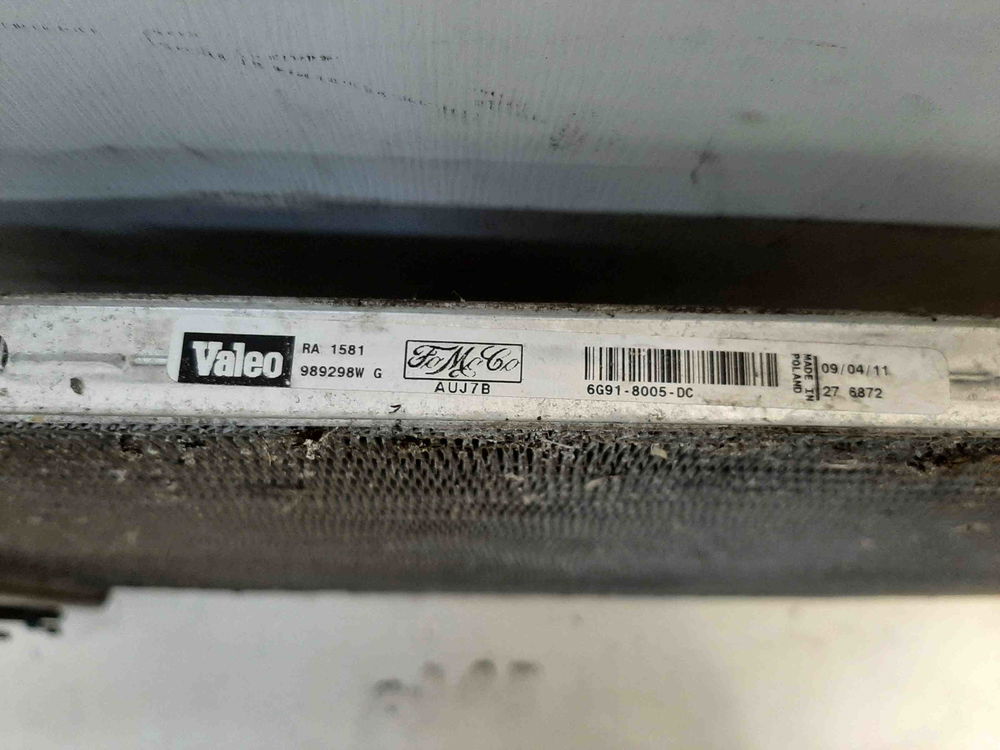 Valeo
RA 1581
989298W G
FoMoCo
AUJ7B
6G91-8005-DC
MADE IN
POLAND
09/04/11
27 6872